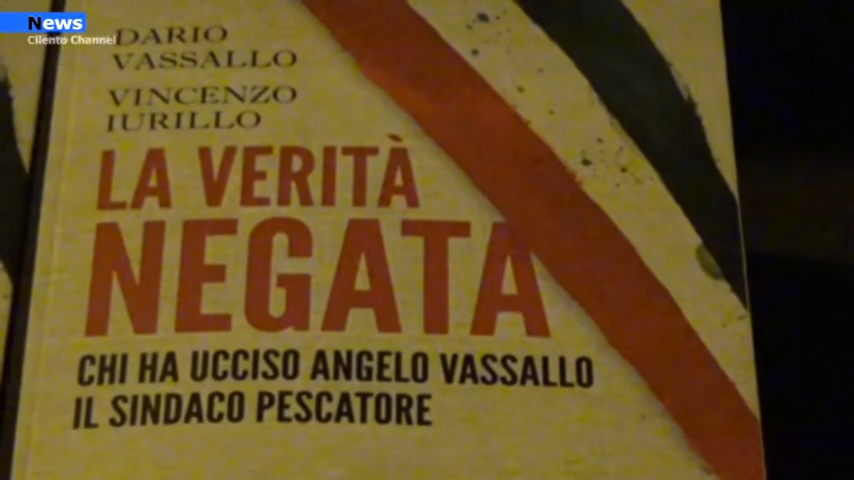 News
Cilento Channel
DARIO
VASSALLO
VINCENZO
IURILLO
LA VERITÀ
NEGATA
CHI HA UCCISO ANGELO VASSALLO
IL SINDACO PESCATORE